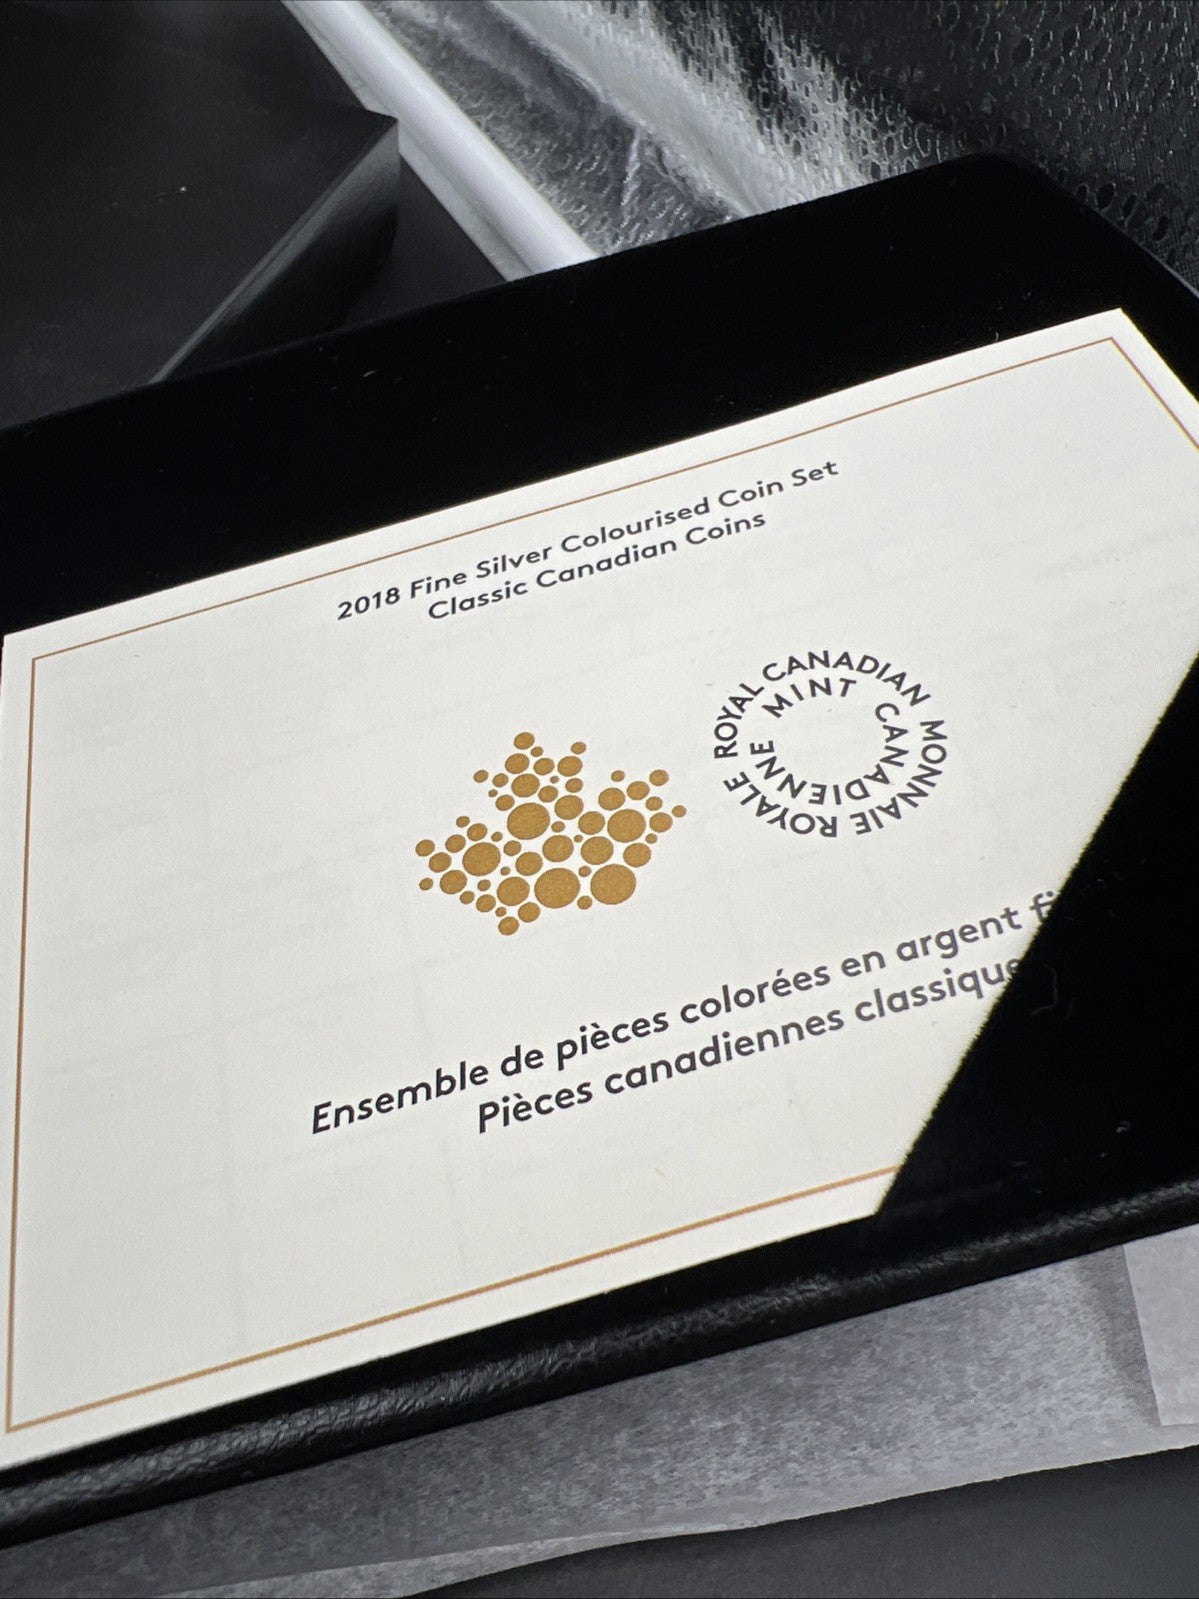 2018 Fine Silver Colourised Coin Set
Classic Canadian Coins
ROYAL CANADIAN MINT
MONNAIE ROYALE CANADIENNE
Ensemble de pièces colorées en argent
Pièces canadiennes